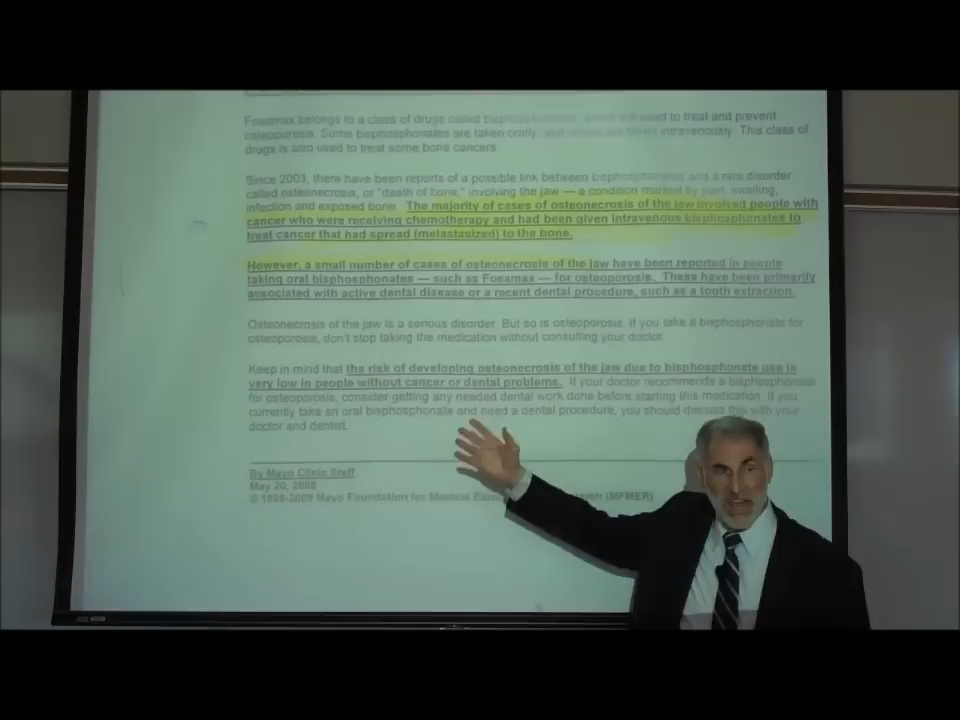 Fosamax belongs to a class of drugs called bisphosphonates, which are used to treat and prevent
osteoporosis. Some bisphosphonates are taken orally, and others are taken intravenously. This class of
drugs is also used to treat some bone cancers.
Since 2003, there have been reports of a possible link between bisphosphonates and a rare disorder
called osteonecrosis, or "death of bone," involving the jaw — a condition marked by pain, swelling,
infection and exposed bone. The majority of cases of osteonecrosis of the jaw involved people with
cancer who were receiving chemotherapy and had been given intravenous bisphosphonates to
treat cancer that had spread (metastasized) to the bone.
However, a small number of cases of osteonecrosis of the jaw have been reported in people
taking oral bisphosphonates — such as Fosamax — for osteoporosis. These have been primarily
associated with active dental disease or a recent dental procedure, such as a tooth extraction.
Osteonecrosis of the jaw is a serious disorder. But so is osteoporosis. If you take a bisphosphonate for
osteoporosis, don't stop taking the medication without consulting your doctor.
Keep in mind that the risk of developing osteonecrosis of the jaw due to bisphosphonate use is
very low in people without cancer or dental problems. If your doctor recommends a bisphosphonate
for osteoporosis, consider getting any needed dental work done before starting this medication. If you
currently take an oral bisphosphonate and need a dental procedure, you should discuss this with your
doctor and dentist.
By Mayo Clinic Staff
May 20, 2008
© 1998-2009 Mayo Foundation for Medical (MFMER)